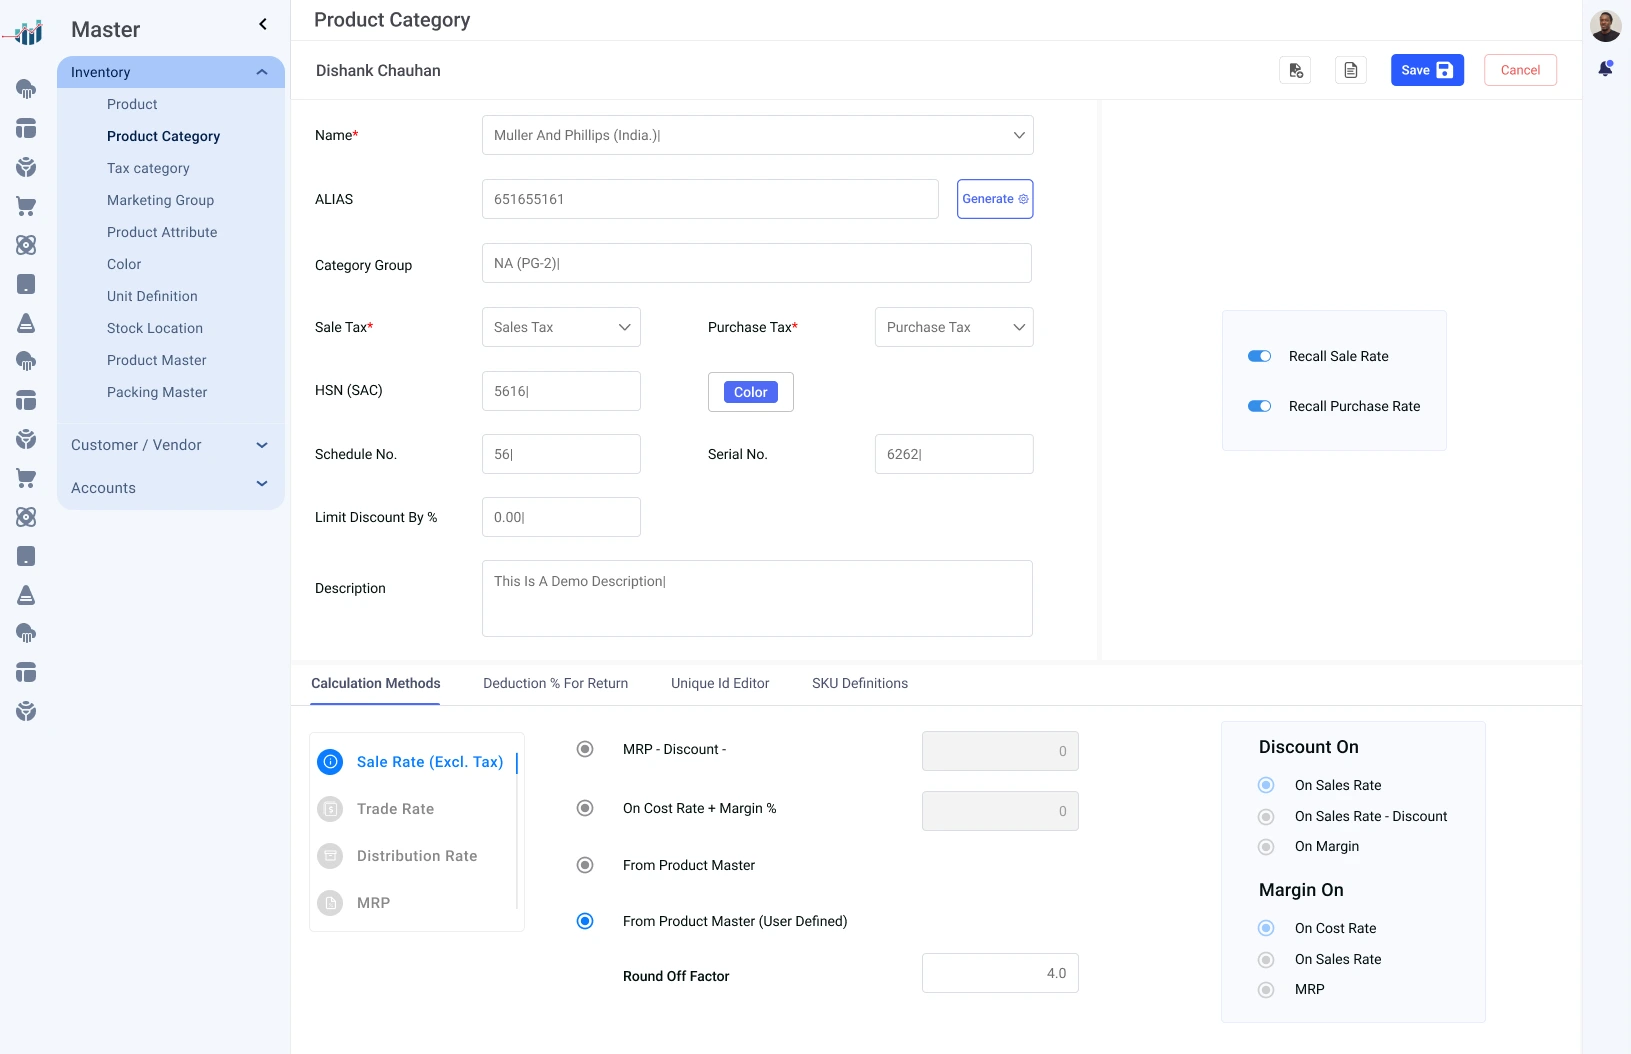 Master
Inventory
Product
Product Category
Tax category
Marketing Group
Product Attribute
Color
Unit Definition
Stock Location
Product Master
Packing Master
Customer / Vendor
Accounts
Product Category
Dishank Chauhan
Save
Cancel
Name*
Muller And Phillips (India.)|
ALIAS
651655161
Generate
Category Group
NA (PG-2)|
Sale Tax*
Sales Tax
Purchase Tax*
Purchase Tax
HSN (SAC)
5616|
Color
Schedule No.
56|
Serial No.
6262|
Limit Discount By %
0.00|
Description
This Is A Demo Description|
Recall Sale Rate
Recall Purchase Rate
Calculation Methods
Deduction % For Return
Unique Id Editor
SKU Definitions
Sale Rate (Excl. Tax)
Trade Rate
Distribution Rate
MRP
MRP - Discount -
0
On Cost Rate + Margin %
0
From Product Master
From Product Master (User Defined)
Round Off Factor
4.0
Discount On
On Sales Rate
On Sales Rate - Discount
On Margin
Margin On
On Cost Rate
On Sales Rate
MRP